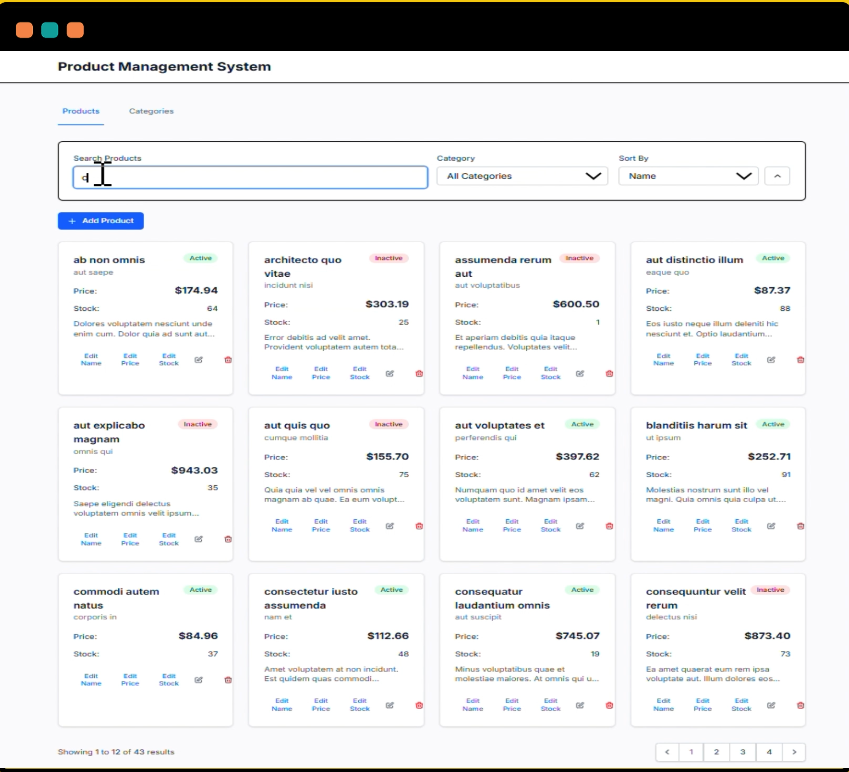 Product Management System
Products Categories
Search Products Category Sort By
All Categories Name
+ Add Product
ab non omnis Active
aut saepe
Price: $174.94
Stock: 64
Dolores voluptatem nesciunt unde
enim cum. Dolor quia ad sunt aut...
Edit Name Edit Price Edit Stock
architecto quo Inactive
vitae
incidunt nisi
Price: $303.19
Stock: 25
Error debitis ad velit amet.
Provident voluptatem autem tota...
Edit Name Edit Price Edit Stock
assumenda rerum Inactive
aut
aut voluptatibus
Price: $600.50
Stock: 1
Et aperiam debitis quia itaque
repellendus. Voluptates velit...
Edit Name Edit Price Edit Stock
aut distinctio illum Active
eaque quo
Price: $87.37
Stock: 88
Eos iusto neque illum deleniti hic
nesciunt et. Optio laudantium...
Edit Name Edit Price Edit Stock
aut explicabo Inactive
magnam
omnis qui
Price: $943.03
Stock: 35
Saepe eligendi delectus
voluptatem omnis velit ipsum...
Edit Name Edit Price Edit Stock
aut quis quo Inactive
cumque mollitia
Price: $155.70
Stock: 75
Quia quia vel vel omnis omnis
magnam ab quae. Ea eum volupt...
Edit Name Edit Price Edit Stock
aut voluptates et Active
perferendis qui
Price: $397.62
Stock: 62
Numquam quo id amet velit eos
voluptatem sunt. Magnam ipsam...
Edit Name Edit Price Edit Stock
blanditiis harum sit Active
ut ipsum
Price: $252.71
Stock: 91
Molestias nostrum sunt illo vel
magni. Quia omnis quia culpa ut....
Edit Name Edit Price Edit Stock
commodi autem Active
natus
corporis in
Price: $84.96
Stock: 37
Edit Name Edit Price Edit Stock
consectetur iusto Active
assumenda
nam et
Price: $112.66
Stock: 48
Amet voluptatem at non incidunt.
Est quidem quas commodi...
Edit Name Edit Price Edit Stock
consequatur Active
laudantium omnis
aut suscipit
Price: $745.07
Stock: 19
Minus voluptatibus quae et
molestiae maiores. At omnis qui u...
Edit Name Edit Price Edit Stock
consequuntur velit Inactive
rerum
delectus nisi
Price: $873.40
Stock: 73
Ea amet quaerat eum rem ipsa
voluptate aut. Illum dolores eos...
Edit Name Edit Price Edit Stock
Showing 1 to 12 of 43 results < 1 2 3 4 >